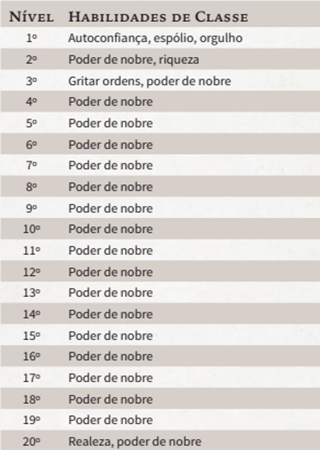 Nível Habilidades de Classe
1º Autoconfiança, espólio, orgulho
2º Poder de nobre, riqueza
3º Gritar ordens, poder de nobre
4º Poder de nobre
5º Poder de nobre
6º Poder de nobre
7º Poder de nobre
8º Poder de nobre
9º Poder de nobre
10º Poder de nobre
11º Poder de nobre
12º Poder de nobre
13º Poder de nobre
14º Poder de nobre
15º Poder de nobre
16º Poder de nobre
17º Poder de nobre
18º Poder de nobre
19º Poder de nobre
20º Realeza, poder de nobre